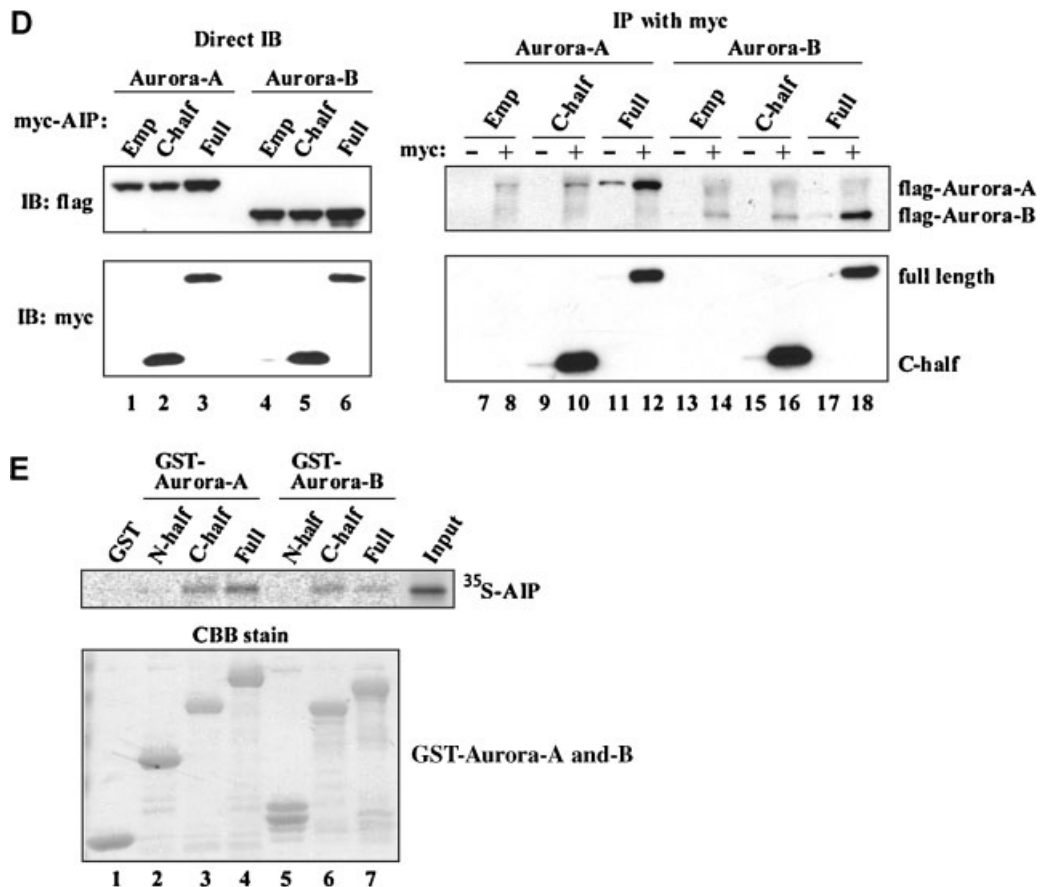 D
Direct IB
IP with myc
Aurora-A Aurora-B
Aurora-A Aurora-B
myc-AIP: Emp C-half Full Emp C-half Full
Emp C-half Full Emp C-half Full
myc: - + - + - + - + - + - +
IB: flag
flag-Aurora-A
flag-Aurora-B
IB: myc
full length
C-half
1 2 3 4 5 6
7 8 9 10 11 12 13 14 15 16 17 18
E
GST-Aurora-A
GST-Aurora-B
GST N-half C-half Full N-half C-half Full Input
35S-AIP
CBB stain
GST-Aurora-A and-B
1 2 3 4 5 6 7